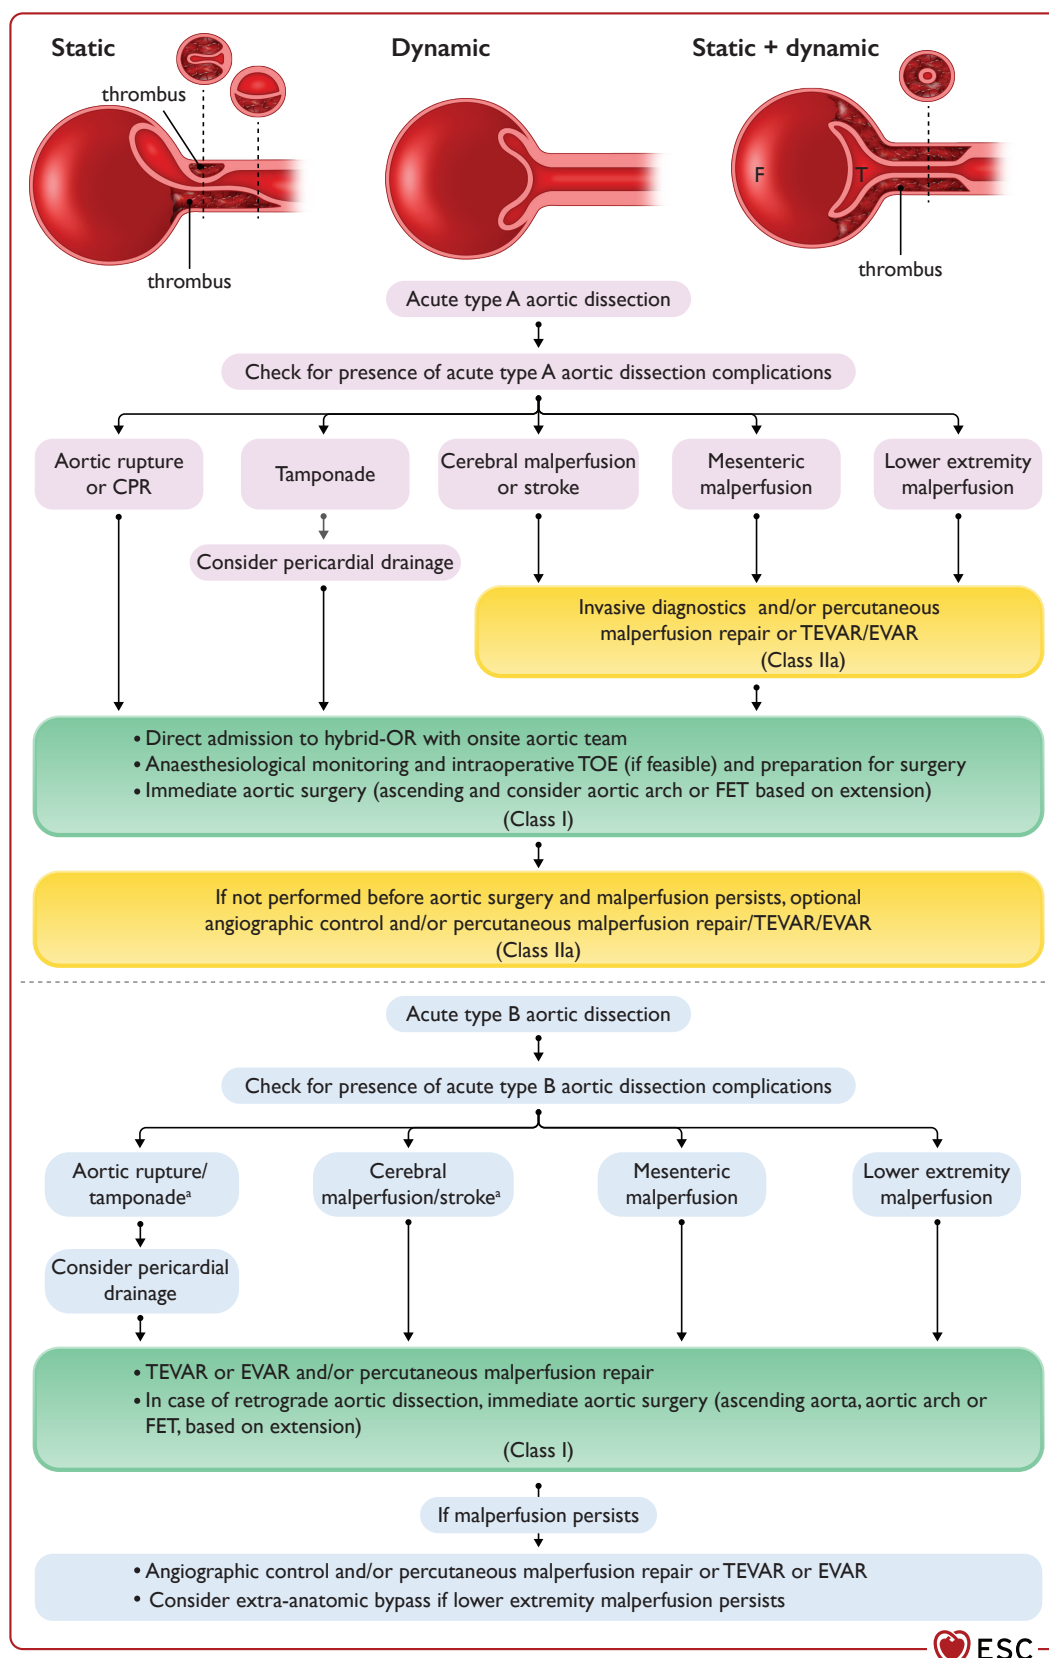 Static
Dynamic
Static + dynamic
thrombus
F
T
thrombus
thrombus
Acute type A aortic dissection
Check for presence of acute type A aortic dissection complications
Aortic rupture
or CPR
Tamponade
Cerebral malperfusion
or stroke
Mesenteric
malperfusion
Lower extremity
malperfusion
Consider pericardial drainage
Invasive diagnostics and/or percutaneous
malperfusion repair or TEVAR/EVAR
(Class IIa)
• Direct admission to hybrid-OR with onsite aortic team
• Anaesthesiological monitoring and intraoperative TOE (if feasible) and preparation for surgery
• Immediate aortic surgery (ascending and consider aortic arch or FET based on extension)
(Class I)
If not performed before aortic surgery and malperfusion persists, optional
angiographic control and/or percutaneous malperfusion repair/TEVAR/EVAR
(Class IIa)
Acute type B aortic dissection
Check for presence of acute type B aortic dissection complications
Aortic rupture/
tamponadeᵃ
Cerebral
malperfusion/strokeᵃ
Mesenteric
malperfusion
Lower extremity
malperfusion
Consider pericardial
drainage
• TEVAR or EVAR and/or percutaneous malperfusion repair
• In case of retrograde aortic dissection, immediate aortic surgery (ascending aorta, aortic arch or
FET, based on extension)
(Class I)
If malperfusion persists
• Angiographic control and/or percutaneous malperfusion repair or TEVAR or EVAR
• Consider extra-anatomic bypass if lower extremity malperfusion persists
ESC